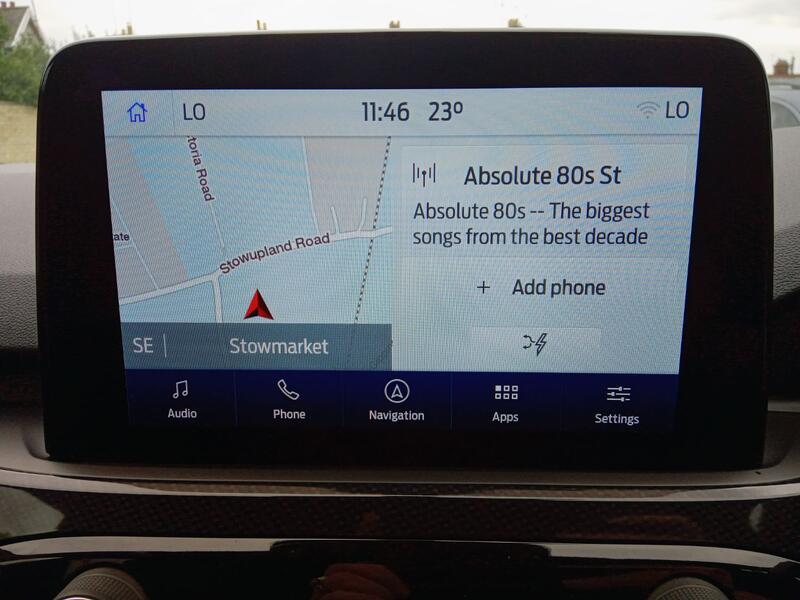 LO
11:46 23º
LO
toria Road
Absolute 80s St
Absolute 80s -- The biggest
songs from the best decade
ate
Stowupland Road
+ Add phone
SE
Stowmarket
Audio
Phone
Navigation
Apps
Settings